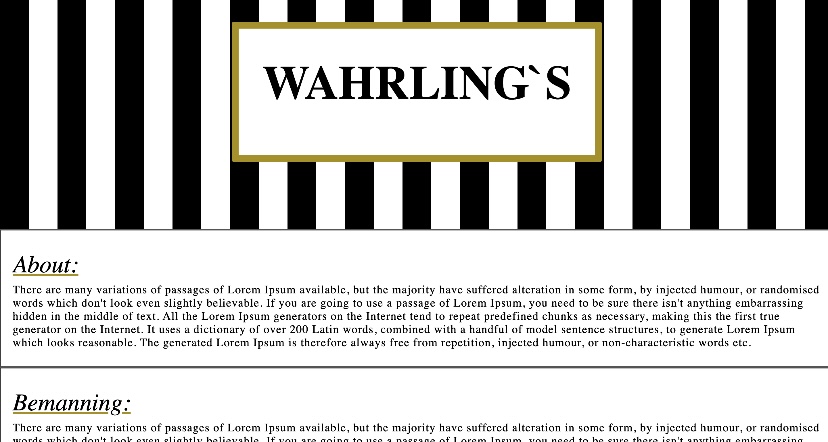 WAHRLING`S
About:
There are many variations of passages of Lorem Ipsum available, but the majority have suffered alteration in some form, by injected humour, or randomised
words which don't look even slightly believable. If you are going to use a passage of Lorem Ipsum, you need to be sure there isn't anything embarrassing
hidden in the middle of text. All the Lorem Ipsum generators on the Internet tend to repeat predefined chunks as necessary, making this the first true
generator on the Internet. It uses a dictionary of over 200 Latin words, combined with a handful of model sentence structures, to generate Lorem Ipsum
which looks reasonable. The generated Lorem Ipsum is therefore always free from repetition, injected humour, or non-characteristic words etc.
Bemanning:
There are many variations of passages of Lorem Ipsum available, but the majority have suffered alteration in some form, by injected humour, or randomised
words which don't look even slightly believable. If you are going to use a passage of Lorem Ipsum, you need to be sure there isn't anything embarrassing